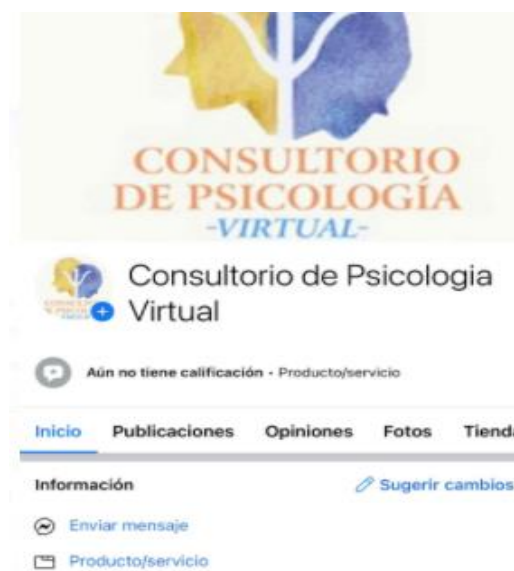 CONSULTORIO
DE PSICOLOGÍA
-VIRTUAL-
Consultorio de Psicologia
Virtual
Aún no tiene calificación - Producto/servicio
Inicio Publicaciones Opiniones Fotos Tienda
Información Sugerir cambios
Enviar mensaje
Producto/servicio